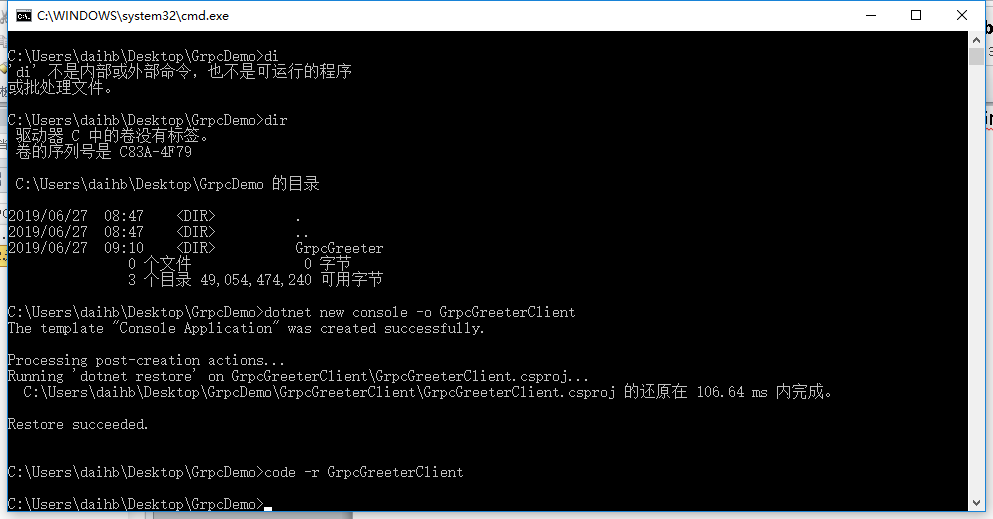 C:\WINDOWS\system32\cmd.exe
C:\Users\daihb\Desktop\GrpcDemo>di
'di' 不是内部或外部命令，也不是可运行的程序
或批处理文件。
C:\Users\daihb\Desktop\GrpcDemo>dir
驱动器 C 中的卷没有标签。
卷的序列号是 C83A-4F79
C:\Users\daihb\Desktop\GrpcDemo 的目录
2019/06/27  08:47    <DIR>          .
2019/06/27  08:47    <DIR>          ..
2019/06/27  09:10    <DIR>          GrpcGreeter
0 个文件              0 字节
3 个目录 49,054,474,240 可用字节
C:\Users\daihb\Desktop\GrpcDemo>dotnet new console -o GrpcGreeterClient
The template "Console Application" was created successfully.
Processing post-creation actions...
Running 'dotnet restore' on GrpcGreeterClient\GrpcGreeterClient.csproj...
C:\Users\daihb\Desktop\GrpcDemo\GrpcGreeterClient\GrpcGreeterClient.csproj 的还原在 106.64 ms 内完成。
Restore succeeded.
C:\Users\daihb\Desktop\GrpcDemo>code -r GrpcGreeterClient
C:\Users\daihb\Desktop\GrpcDemo>